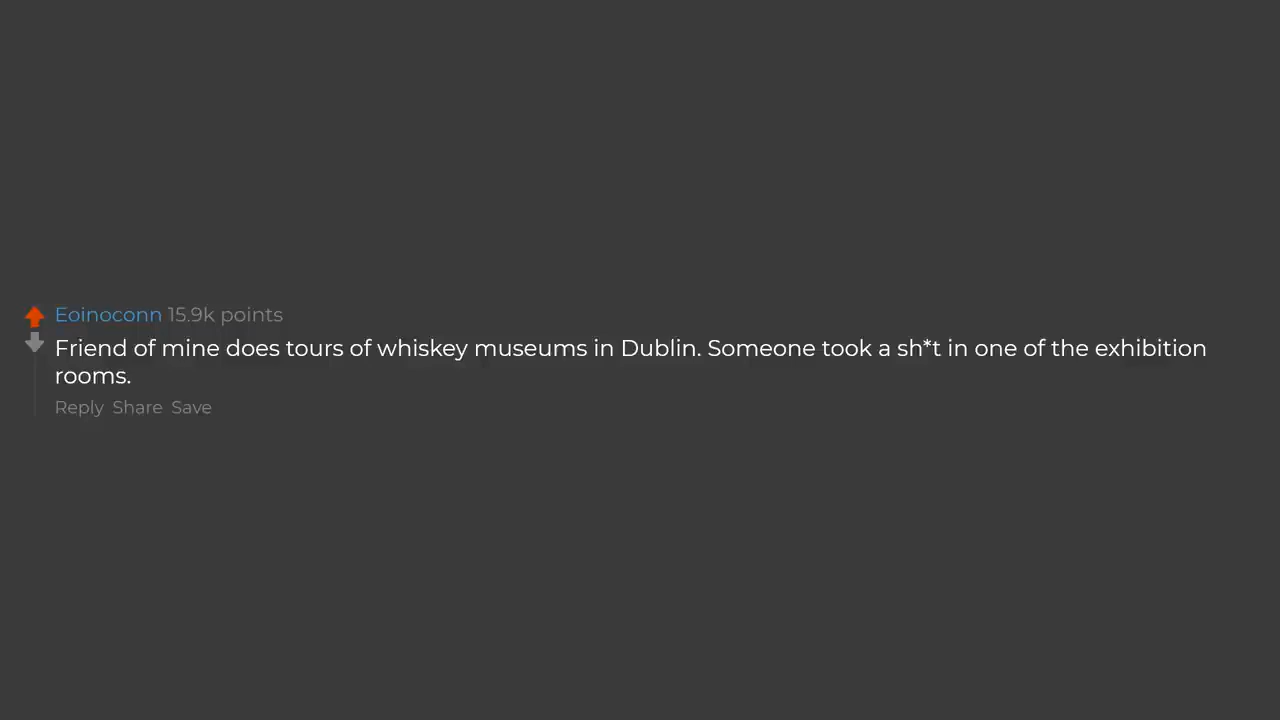 Eoinoconn 15.9k points
Friend of mine does tours of whiskey museums in Dublin. Someone took a sh*t in one of the exhibition
rooms.
Reply Share Save